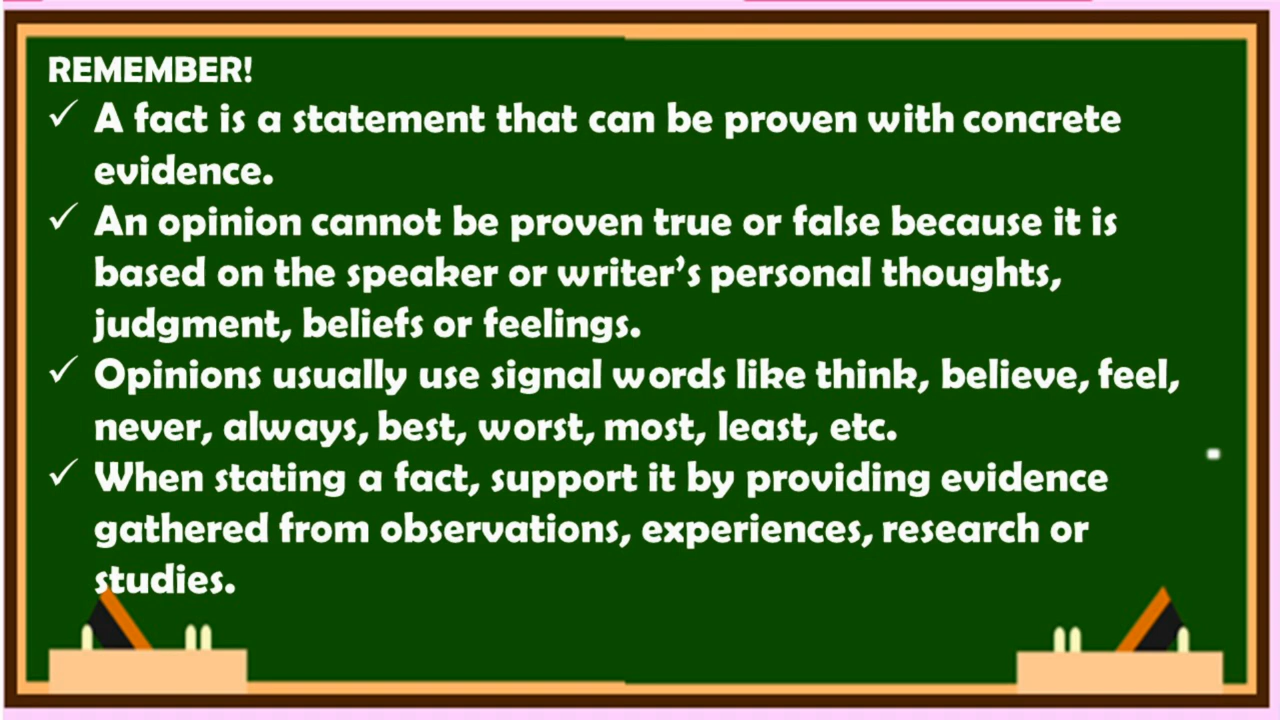 REMEMBER!
✓ A fact is a statement that can be proven with concrete
evidence.
✓ An opinion cannot be proven true or false because it is
based on the speaker or writer’s personal thoughts,
judgment, beliefs or feelings.
✓ Opinions usually use signal words like think, believe, feel,
never, always, best, worst, most, least, etc.
✓ When stating a fact, support it by providing evidence
gathered from observations, experiences, research or
studies.